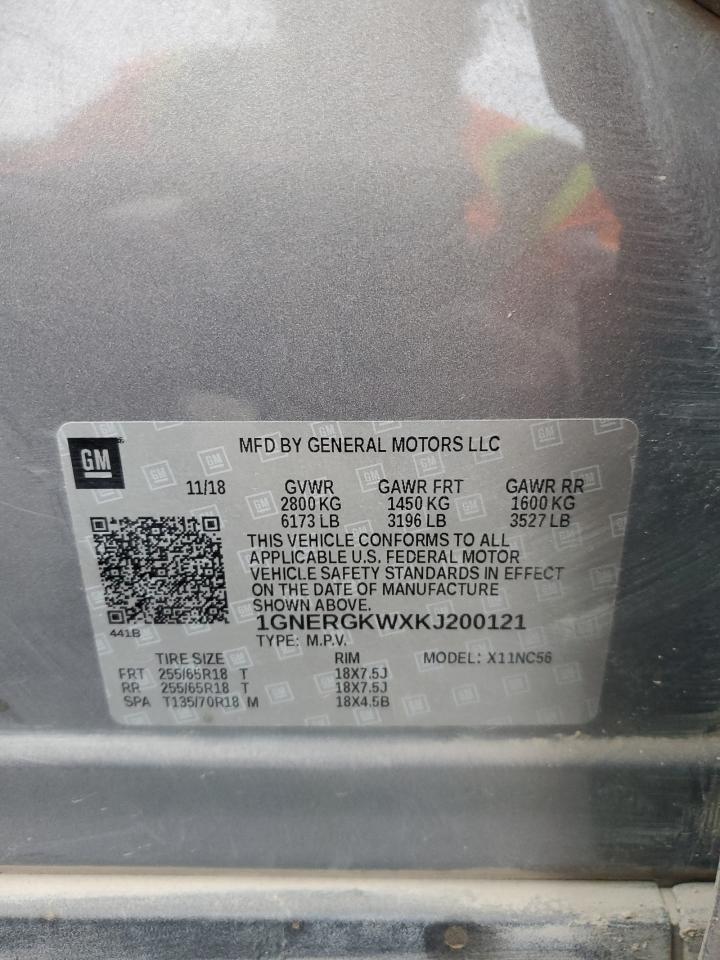 GM
MFD BY GENERAL MOTORS LLC
11/18 GVWR GAWR FRT GAWR RR
2800 KG 1450 KG 1600 KG
6173 LB 3196 LB 3527 LB
THIS VEHICLE CONFORMS TO ALL
APPLICABLE U.S. FEDERAL MOTOR
VEHICLE SAFETY STANDARDS IN EFFECT
ON THE DATE OF MANUFACTURE
SHOWN ABOVE.
1GNERGKWXKJ200121
441B
TYPE: M.P.V.
TIRE SIZE RIM MODEL: X11NC56
FRT 255/65R18 T 18X7.5J
RR 255/65R18 T 18X7.5J
SPA T135/70R18 M 18X4.5B